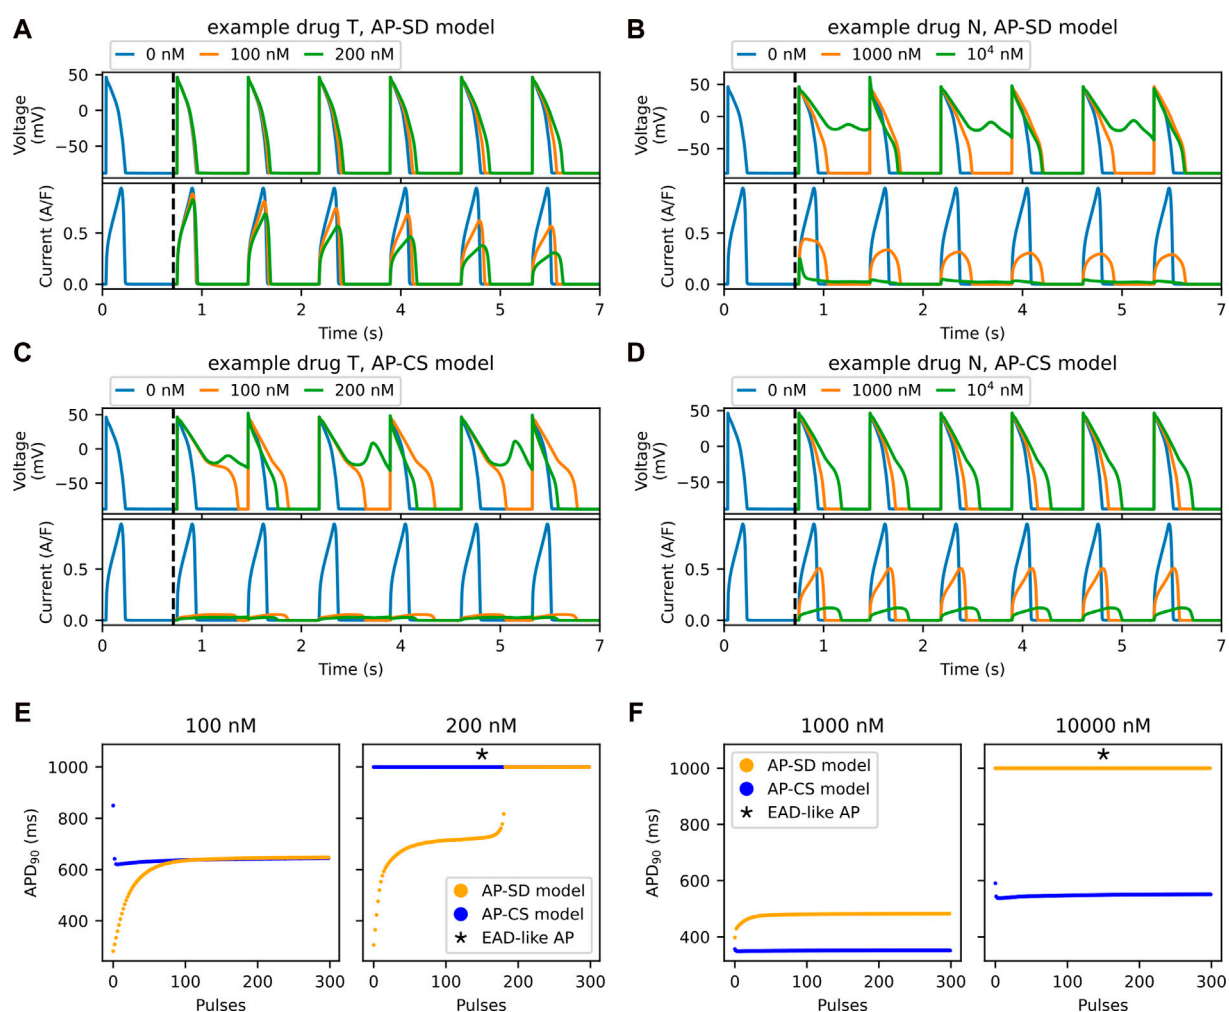 A
example drug T, AP-SD model
0 nM 100 nM 200 nM
50
0
−50
Voltage
(mV)
0.5
0.0
Current (A/F)
0 1 2 4 5 7
Time (s)
B
example drug N, AP-SD model
0 nM 1000 nM 10⁴ nM
50
0
−50
Voltage
(mV)
0.5
0.0
Current (A/F)
0 1 2 4 5 7
Time (s)
C
example drug T, AP-CS model
0 nM 100 nM 200 nM
50
0
−50
Voltage
(mV)
0.5
0.0
Current (A/F)
0 1 2 4 5 7
Time (s)
D
example drug N, AP-CS model
0 nM 1000 nM 10⁴ nM
50
0
−50
Voltage
(mV)
0.5
0.0
Current (A/F)
0 1 2 4 5 7
Time (s)
E
100 nM
1000
800
600
400
APD₉₀ (ms)
0 100 200 300
Pulses
200 nM
AP-SD model
AP-CS model
EAD-like AP
0 100 200 300
Pulses
F
1000 nM
1000
800
600
400
APD₉₀ (ms)
AP-SD model
AP-CS model
EAD-like AP
0 100 200 300
Pulses
10000 nM
0 100 200 300
Pulses